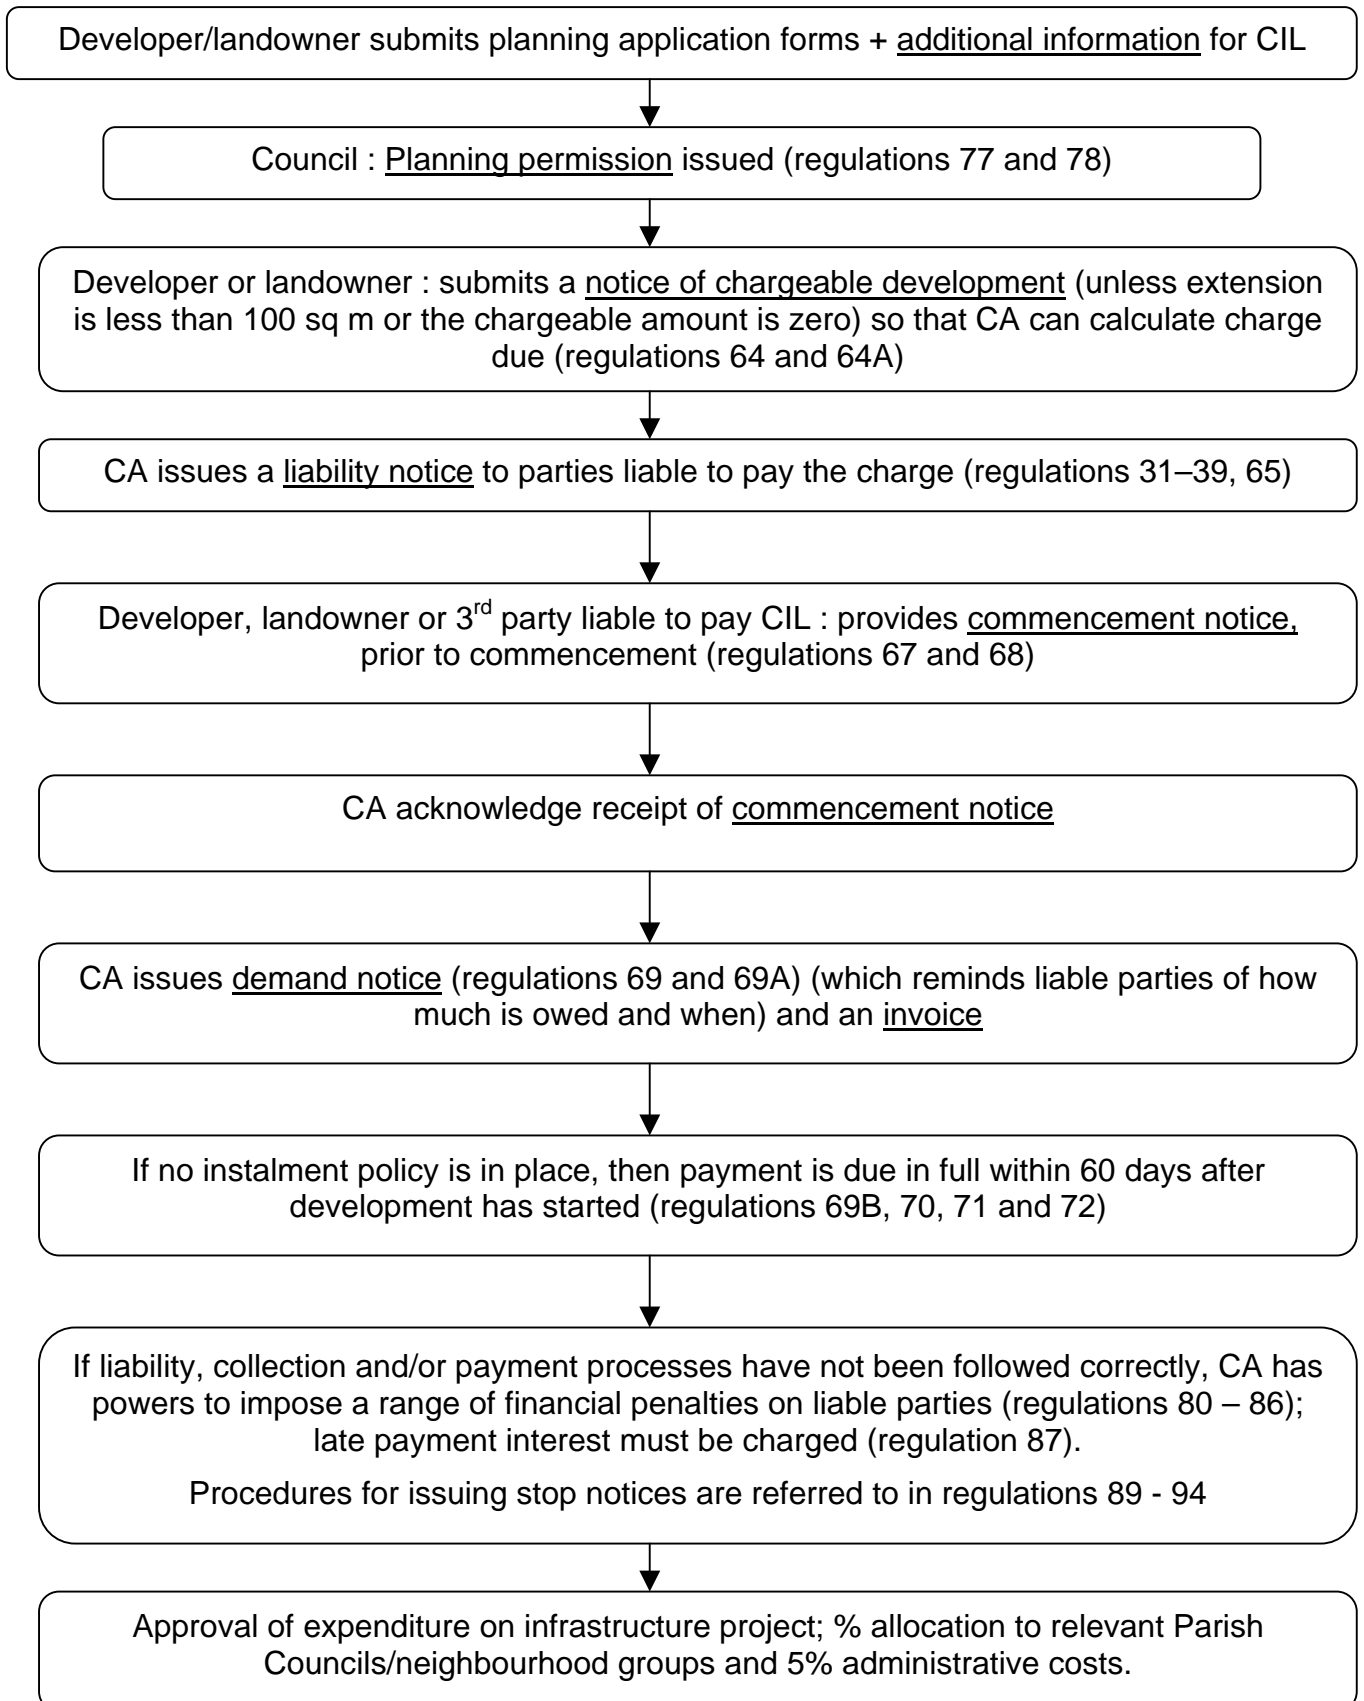 Developer/landowner submits planning application forms + additional information for CIL
Council : Planning permission issued (regulations 77 and 78)
Developer or landowner : submits a notice of chargeable development (unless extension
is less than 100 sq m or the chargeable amount is zero) so that CA can calculate charge
due (regulations 64 and 64A)
CA issues a liability notice to parties liable to pay the charge (regulations 31–39, 65)
Developer, landowner or 3rd party liable to pay CIL : provides commencement notice,
prior to commencement (regulations 67 and 68)
CA acknowledge receipt of commencement notice
CA issues demand notice (regulations 69 and 69A) (which reminds liable parties of how
much is owed and when) and an invoice
If no instalment policy is in place, then payment is due in full within 60 days after
development has started (regulations 69B, 70, 71 and 72)
If liability, collection and/or payment processes have not been followed correctly, CA has
powers to impose a range of financial penalties on liable parties (regulations 80 – 86);
late payment interest must be charged (regulation 87).
Procedures for issuing stop notices are referred to in regulations 89 - 94
Approval of expenditure on infrastructure project; % allocation to relevant Parish
Councils/neighbourhood groups and 5% administrative costs.